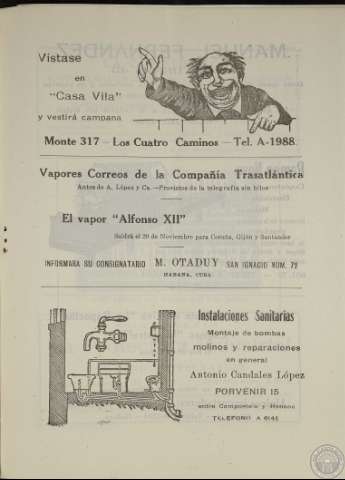 Vístase
en
"Casa Vila"
y vestirá campana
Monte 317 - Los Cuatro Caminos - Tel. A-1988
Vapores Correos de la Compañía Trasatlántica
Antes de A. López y Ca. - Provistos de la telegrafía sin hilos
El vapor "Alfonso XII"
Saldrá el 20 de Noviembre para Coruña, Gijón y Santander
INFORMARA SU CONSIGNATARIO M. OTADUY SAN IGNACIO NUM. 72
HABANA, CUBA
Instalaciones Sanitarias
Montaje de bombas
molinos y reparaciones
en general
Antonio Candales López
PORVENIR 15
entre Compostela y Habana
TELEFONO A 6145